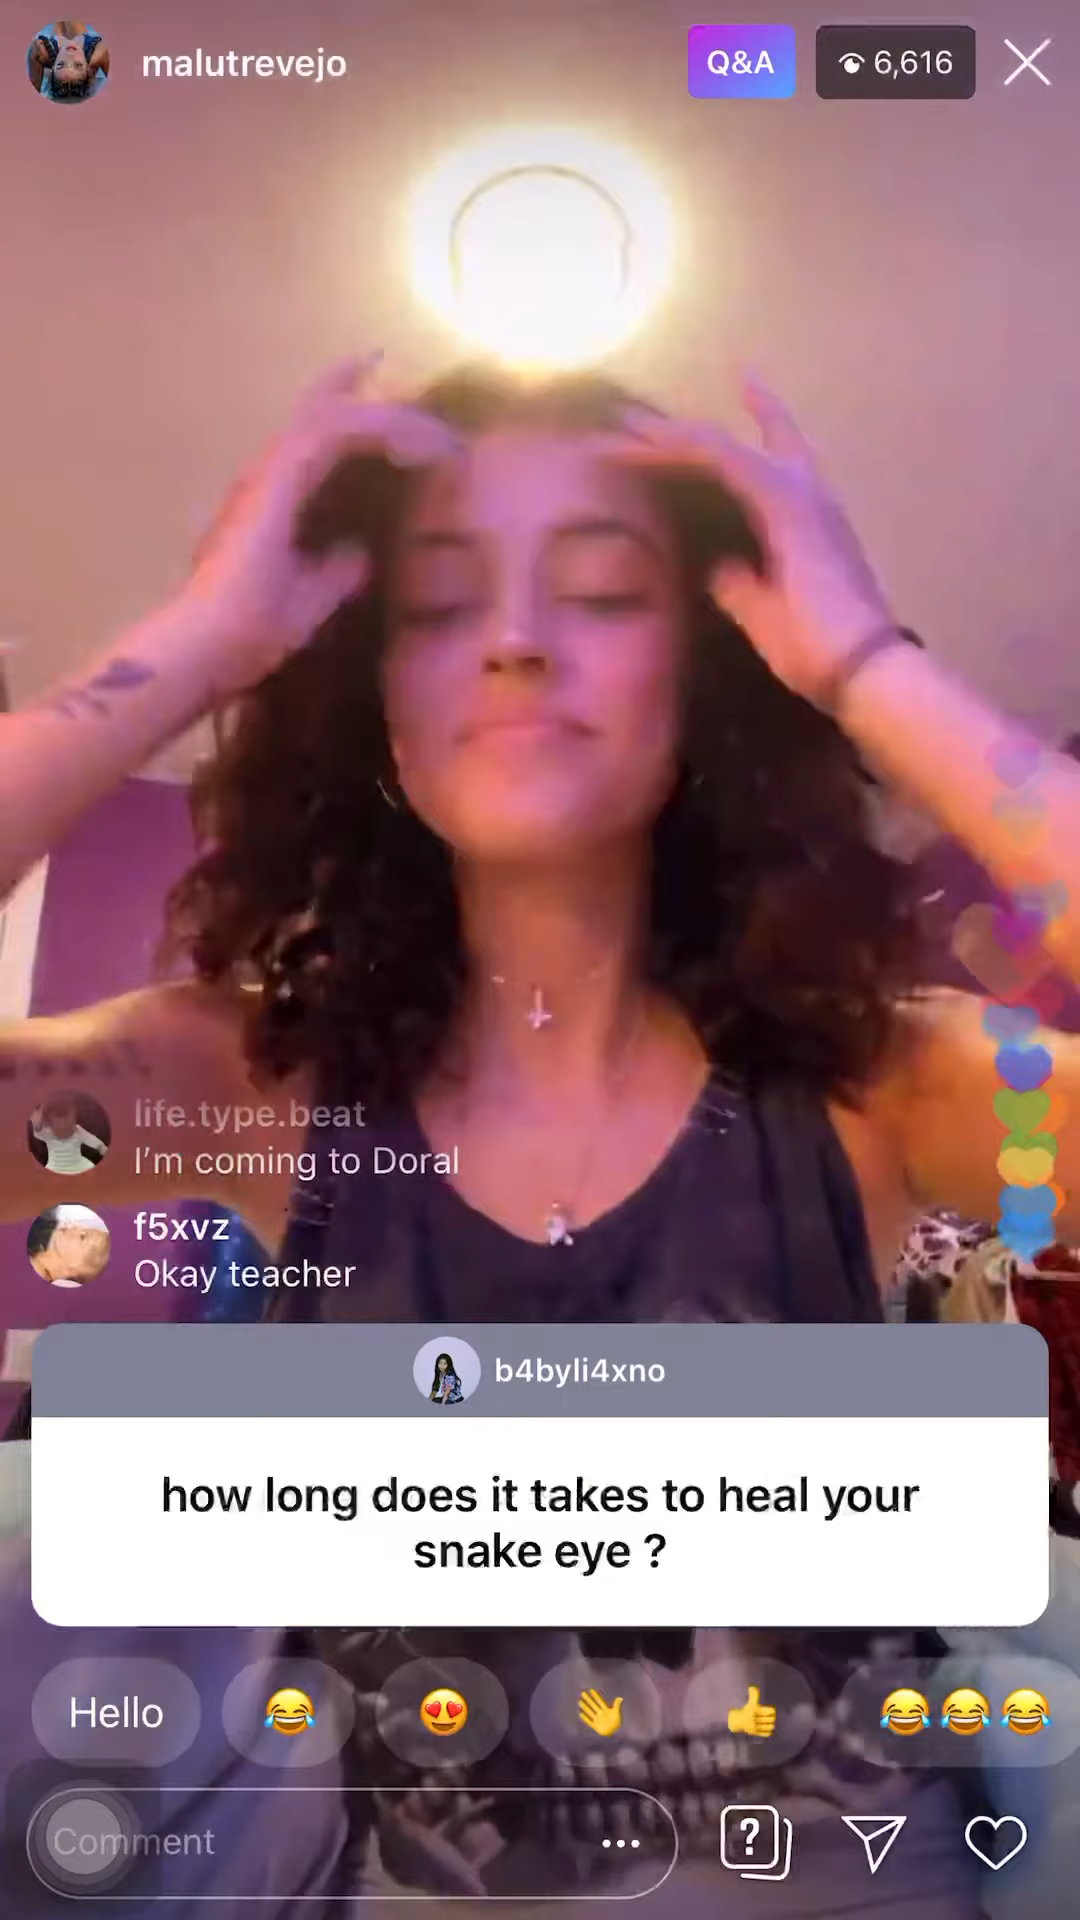 malutrevejo
Q&A
6,616
life.type.beat
I'm coming to Doral
f5xvz
Okay teacher
b4byli4xno
how long does it takes to heal your
snake eye ?
Hello
Comment